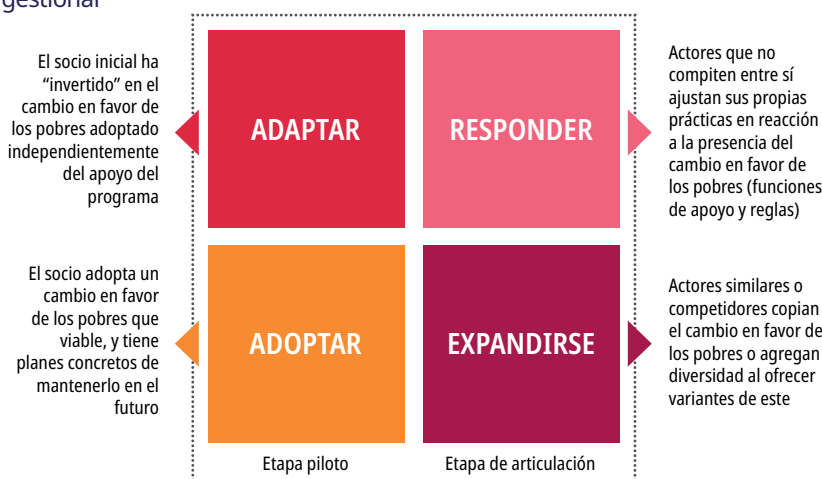 gestional
El socio inicial ha
“invertido” en el
cambio en favor de
los pobres adoptado
independientemente
del apoyo del
programa
ADAPTAR
RESPONDER
Actores que no
compiten entre sí
ajustan sus propias
prácticas en reacción
a la presencia del
cambio en favor de
los pobres (funciones
de apoyo y reglas)
El socio adopta un
cambio en favor
de los pobres que
viable, y tiene
planes concretos de
mantenerlo en el
futuro
ADOPTAR
EXPANDIRSE
Actores similares o
competidores copian
el cambio en favor de
los pobres o agregan
diversidad al ofrecer
variantes de este
Etapa piloto
Etapa de articulación